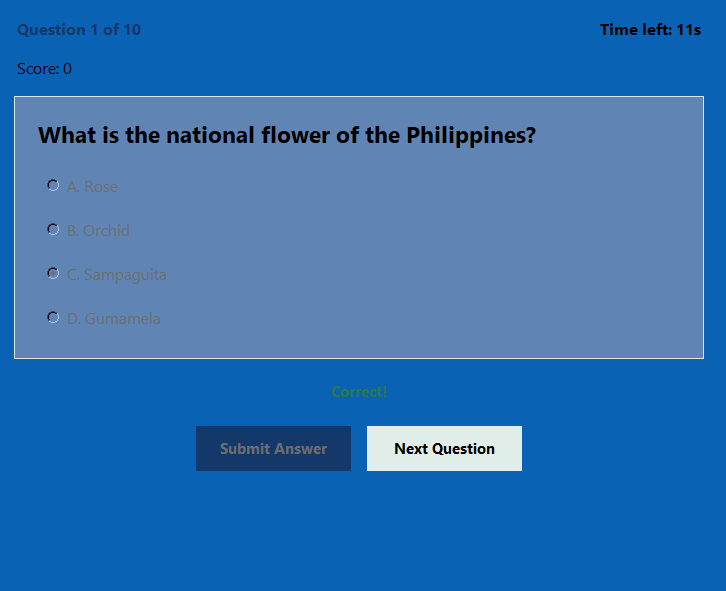 Question 1 of 10
Time left: 11s
Score: 0
What is the national flower of the Philippines?
A. Rose
B. Orchid
C. Sampaguita
D. Gumamela
Correct!
Submit Answer
Next Question